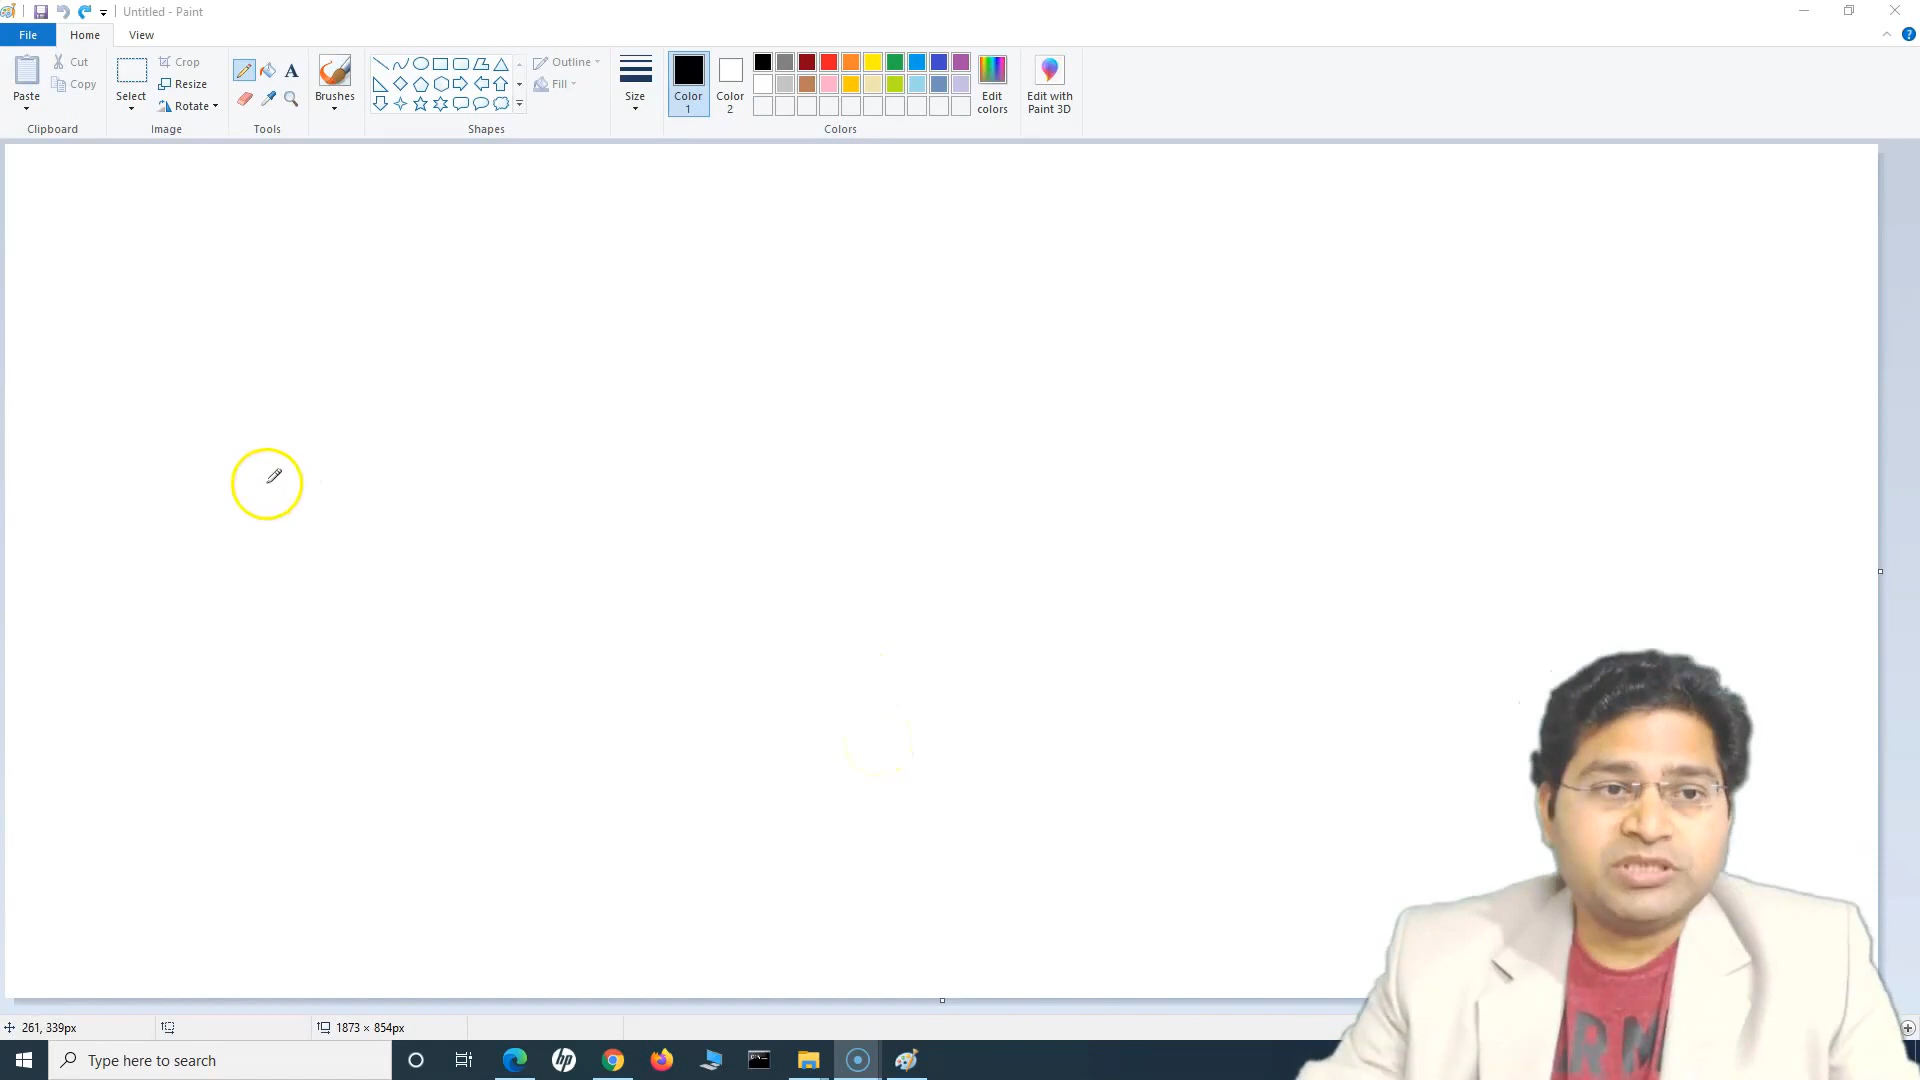 Untitled - Paint
File Home View
Paste
Cut
Copy
Clipboard
Select
Crop
Resize
Rotate
Image
A
Tools
Brushes
Shapes
Outline
Fill
Size
Color 1
Color 2
Colors
Edit colors
Edit with Paint 3D
261, 339px
1873 × 854px
Type here to search
hp